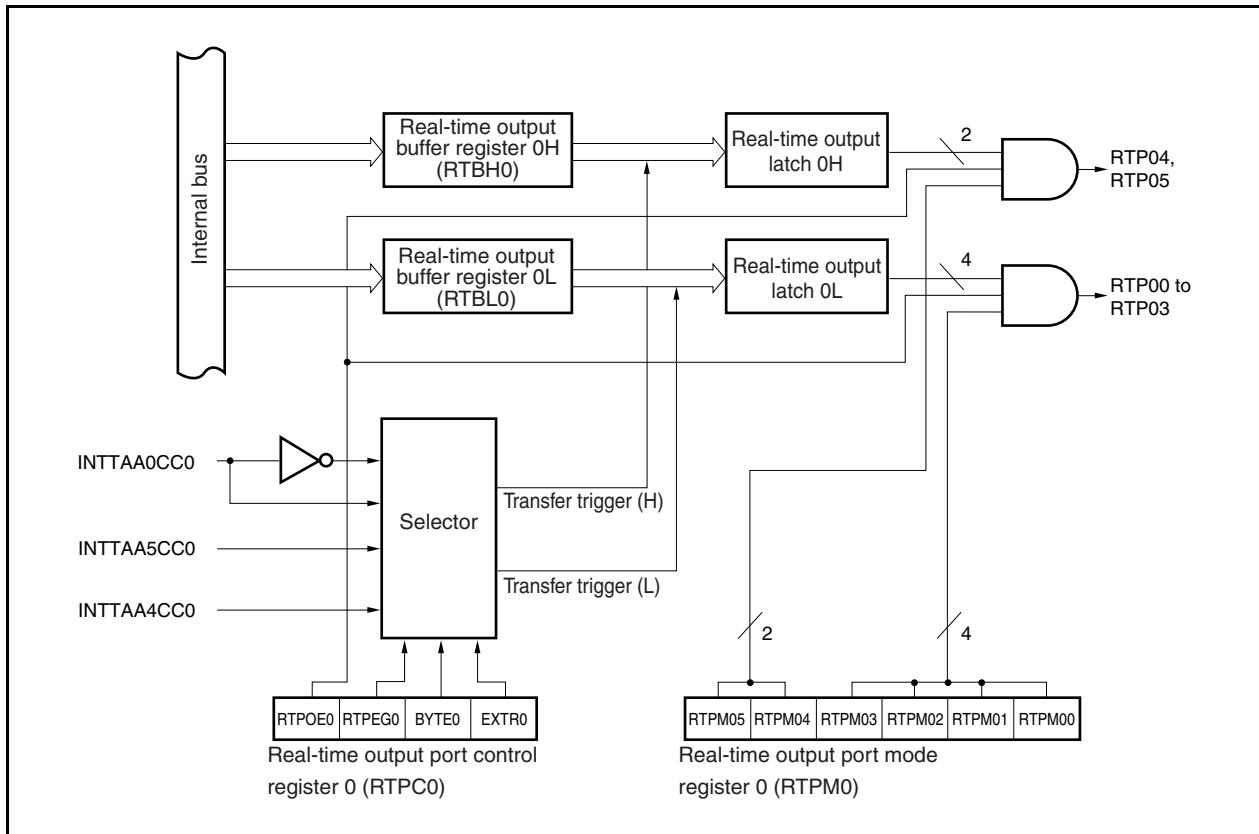 Internal bus
Real-time output
buffer register 0H
(RTBH0)
Real-time output
latch 0H
2
RTP04,
RTP05
Real-time output
buffer register 0L
(RTBL0)
Real-time output
latch 0L
4
RTP00 to
RTP03
INTTAA0CC0
INTTAA5CC0
INTTAA4CC0
Selector
Transfer trigger (H)
Transfer trigger (L)
2
4
RTPOE0 RTPEG0 BYTE0 EXTR0
Real-time output port control
register 0 (RTPC0)
RTPM05 RTPM04 RTPM03 RTPM02 RTPM01 RTPM00
Real-time output port mode
register 0 (RTPM0)